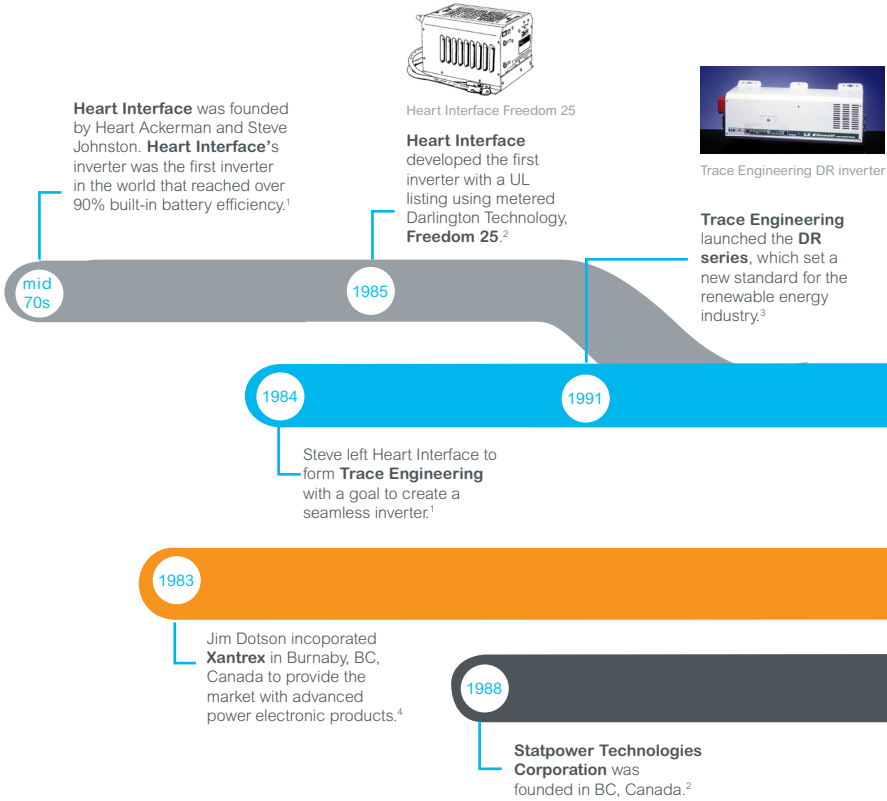 Heart Interface was founded
by Heart Ackerman and Steve
Johnston. Heart Interface's
inverter was the first inverter
in the world that reached over
90% built-in battery efficiency.¹
Heart Interface Freedom 25
Heart Interface
developed the first
inverter with a UL
listing using metered
Darlington Technology,
Freedom 25.²
Trace Engineering DR inverter
Trace Engineering
launched the DR
series, which set a
new standard for the
renewable energy
industry.³
mid
70s
1985
1984
1991
Steve left Heart Interface to
form Trace Engineering
with a goal to create a
seamless inverter.¹
1983
Jim Dotson incoporated
Xantrex in Burnaby, BC,
Canada to provide the
market with advanced
power electronic products.⁴
1988
Statpower Technologies
Corporation was
founded in BC, Canada.²